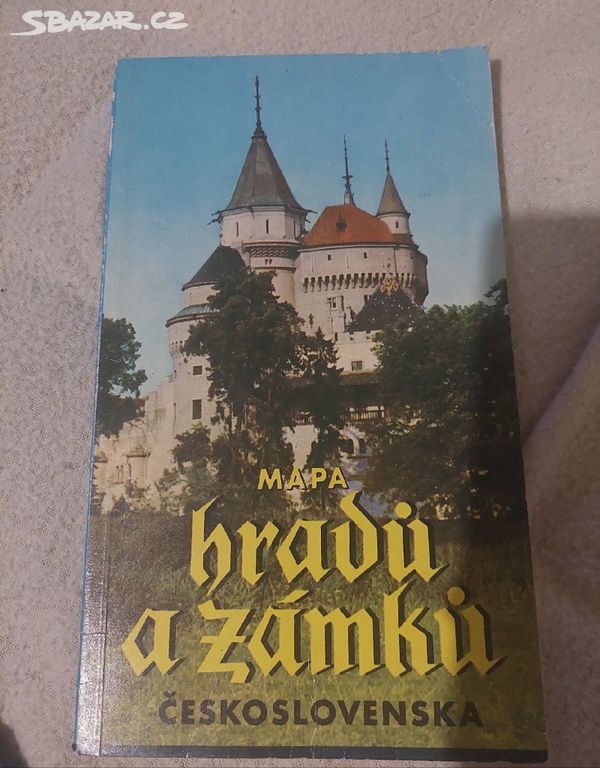 SBAZAR.CZ
MAPA
hradů
a zámků
ČESKOSLOVENSKA